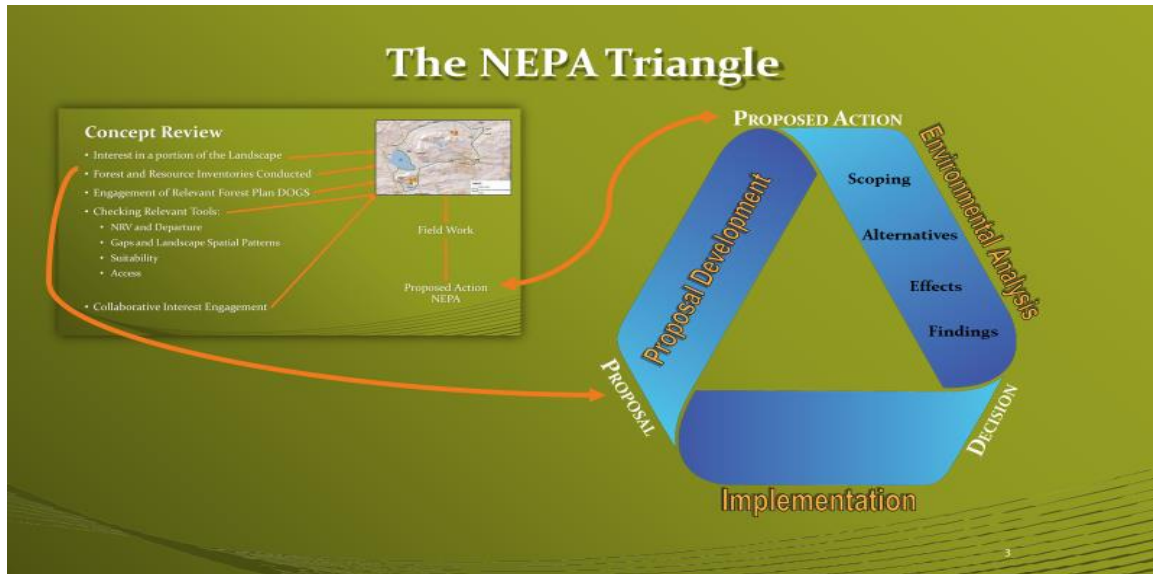 The NEPA Triangle
Concept Review
• Interest in a portion of the Landscape
• Forest and Resource Inventories Conducted
• Engagement of Relevant Forest Plan DOGS
• Checking Relevant Tools:
• NRV and Departure
• Gaps and Landscape Spatial Patterns
• Suitability
• Access
• Collaborative Interest Engagement
Field Work
Proposed Action
NEPA
PROPOSED ACTION
Proposal Development
Environmental Analysis
Scoping
Alternatives
Effects
Findings
PROPOSAL
DECISION
Implementation
3